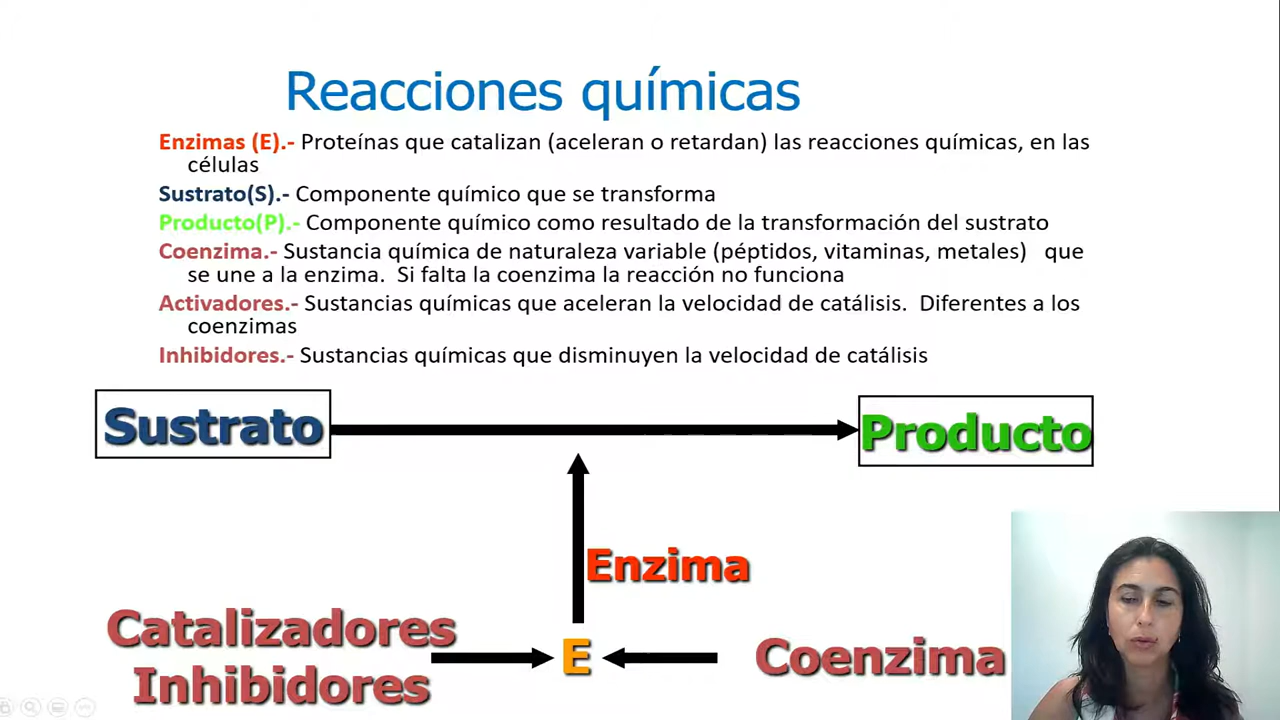 Reacciones químicas
Enzimas (E).- Proteínas que catalizan (aceleran o retardan) las reacciones químicas, en las
células
Sustrato(S).- Componente químico que se transforma
Producto(P).- Componente químico como resultado de la transformación del sustrato
Coenzima.- Sustancia química de naturaleza variable (péptidos, vitaminas, metales) que
se une a la enzima. Si falta la coenzima la reacción no funciona
Activadores.- Sustancias químicas que aceleran la velocidad de catálisis. Diferentes a los
coenzimas
Inhibidores.- Sustancias químicas que disminuyen la velocidad de catálisis
Sustrato
Producto
Enzima
Catalizadores
Inhibidores
E
Coenzima